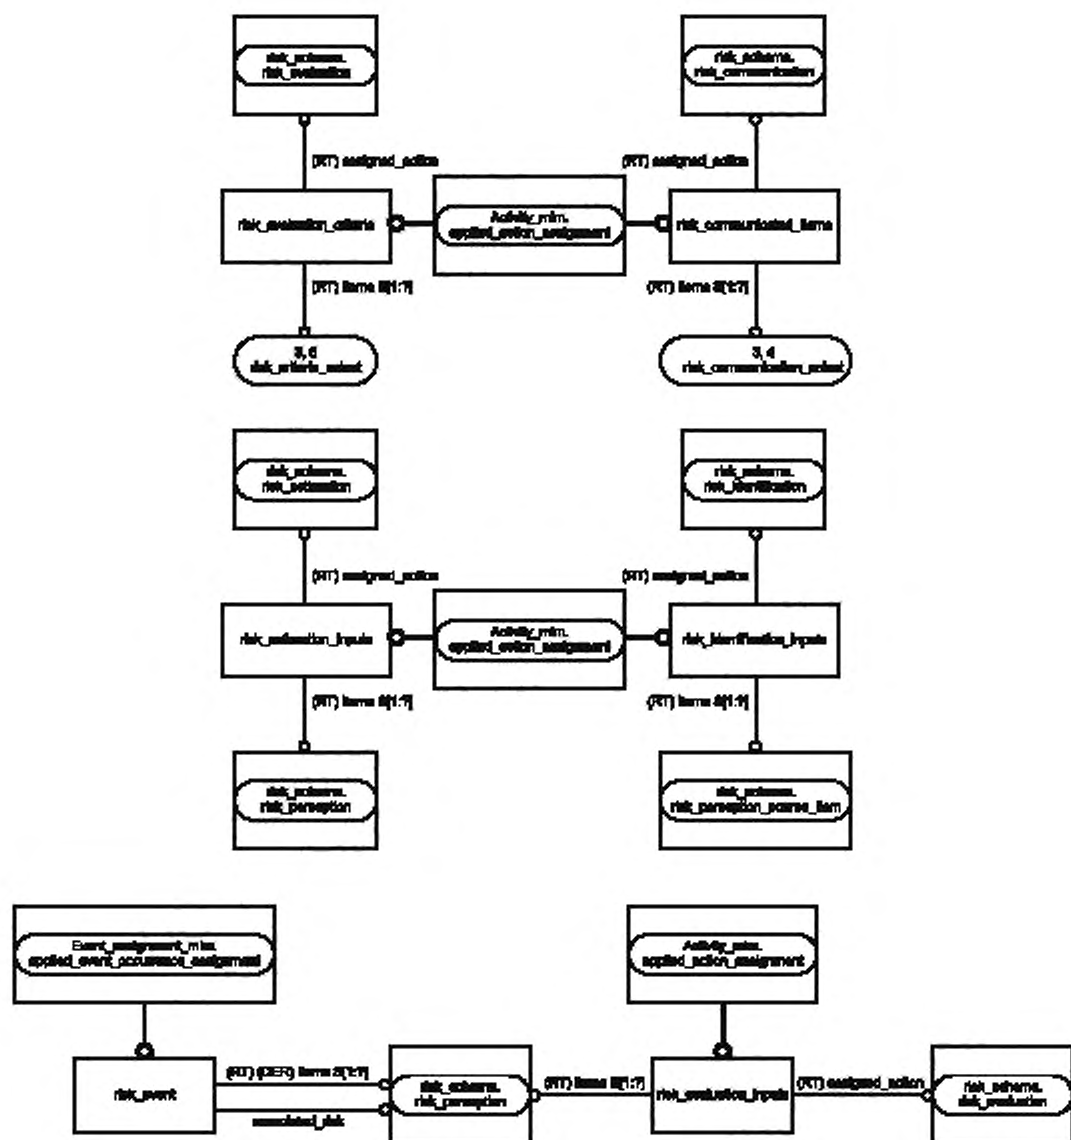 risk_schema.
risk_evaluation
risk_schema.
risk_communication
(RT) assigned_action
(RT) assigned_action
risk_evaluation_criteria
Activity_mim.
applied_action_assignment
risk_communicated_items
(RT) items S[1:?]
(RT) items S[1:?]
risk_criteria_select
3, 4
risk_communication_select
risk_schema.
risk_estimation
risk_schema.
risk_identification
(RT) assigned_action
(RT) assigned_action
risk_estimation_inputs
Activity_mim.
applied_action_assignment
risk_identification_inputs
(RT) items S[1:?]
(RT) items S[1:?]
risk_schema.
risk_perception
risk_schema.
risk_perception_source_item
Event_assignment_mim.
applied_event_occurrence_assignment
Activity_mim.
applied_action_assignment
risk_event
(RT) (DER) items S[1:?]
associated_risk
risk_schema.
risk_perception
(RT) items S[1:?]
risk_evaluation_inputs
(RT) assigned_action
risk_schema.
risk_evaluation